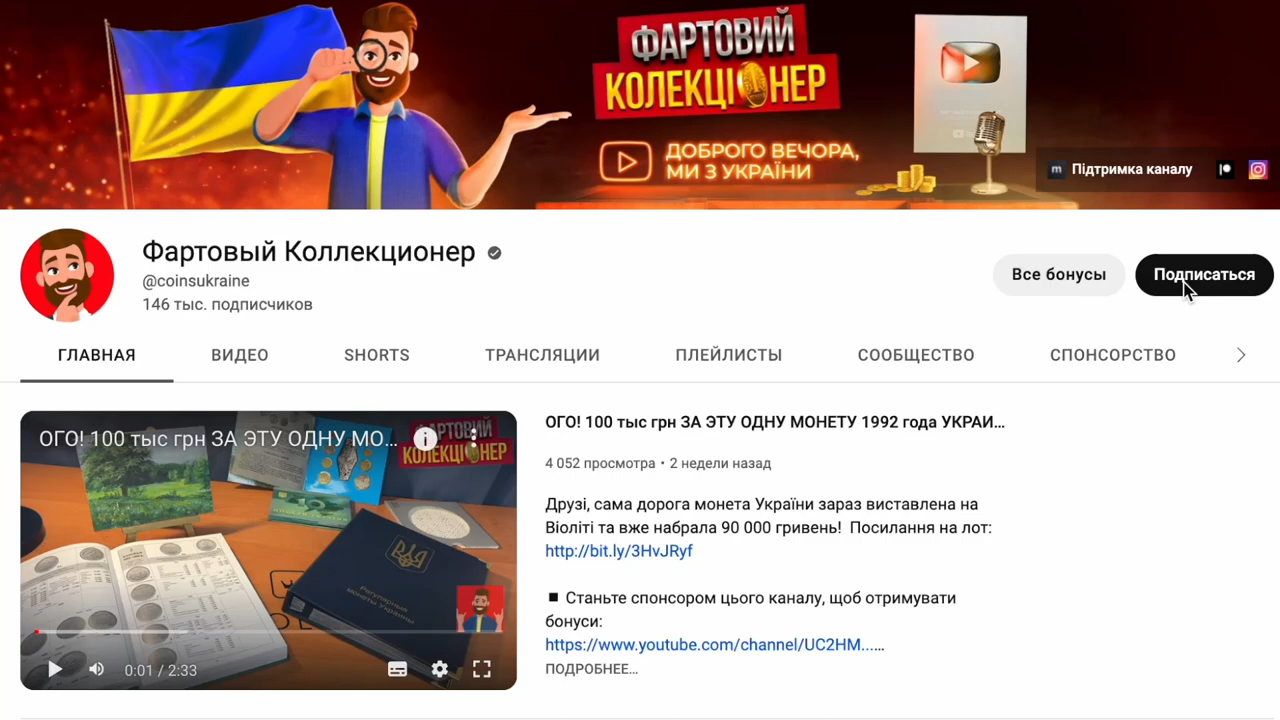 ФАРТОВИЙ
КОЛЕКЦІОНЕР
ДОБРОГО ВЕЧОРА,
МИ З УКРАЇНИ
m Підтримка каналу
Фартовый Коллекционер
@coinsukraine
146 тыс. подписчиков
Все бонусы
Подписаться
ГЛАВНАЯ ВИДЕО SHORTS ТРАНСЛЯЦИИ ПЛЕЙЛИСТЫ СООБЩЕСТВО СПОНСОРСТВО
ОГО! 100 тыс грн ЗА ЭТУ ОДНУ МО...
ФАРТОВИЙ
КОЛЕКЦІОНЕР
Регулярные
монеты Украины
0:01 / 2:33
ОГО! 100 тыс грн ЗА ЭТУ ОДНУ МОНЕТУ 1992 года УКРАИ...
4 052 просмотра • 2 недели назад
Друзі, сама дорога монета України зараз виставлена на
Віоліті та вже набрала 90 000 гривень! Посилання на лот:
http://bit.ly/3HvJRyf
■ Станьте спонсором цього каналу, щоб отримувати
бонуси:
https://www.youtube.com/channel/UC2HM......
ПОДРОБНЕЕ...